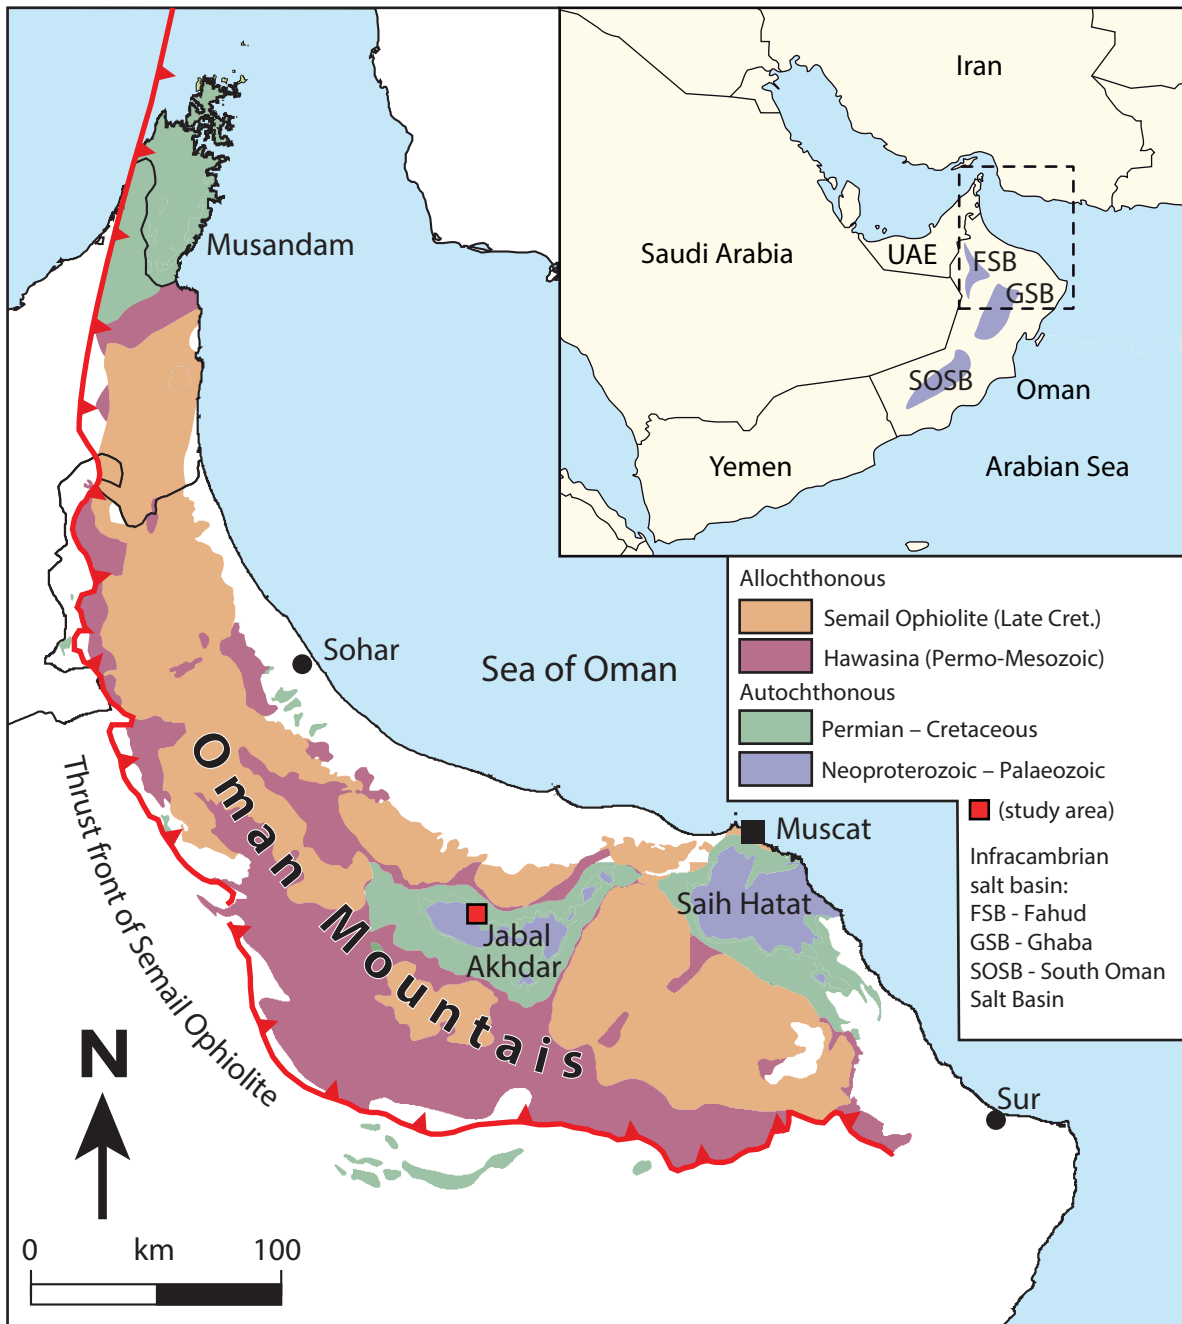 Iran
Saudi Arabia
UAE
FSB
GSB
SOSB
Oman
Yemen
Arabian Sea
Musandam
Sohar
Sea of Oman
Oman Mountais
Thrust front of Semail Ophiolite
Muscat
Saih Hatat
Jabal
Akhdar
Sur
N
0 km 100
Allochthonous
Semail Ophiolite (Late Cret.)
Hawasina (Permo-Mesozoic)
Autochthonous
Permian – Cretaceous
Neoproterozoic – Palaeozoic
(study area)
Infracambrian
salt basin:
FSB - Fahud
GSB - Ghaba
SOSB - South Oman
Salt Basin